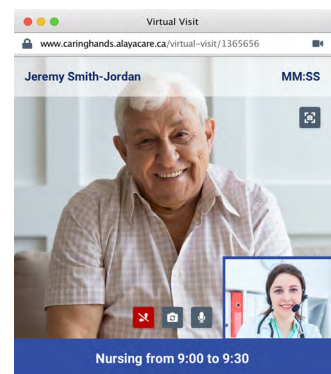 Virtual Visit
www.caringhands.alayacare.ca/virtual-visit/1365656
Jeremy Smith-Jordan MM:SS
Nursing from 9:00 to 9:30